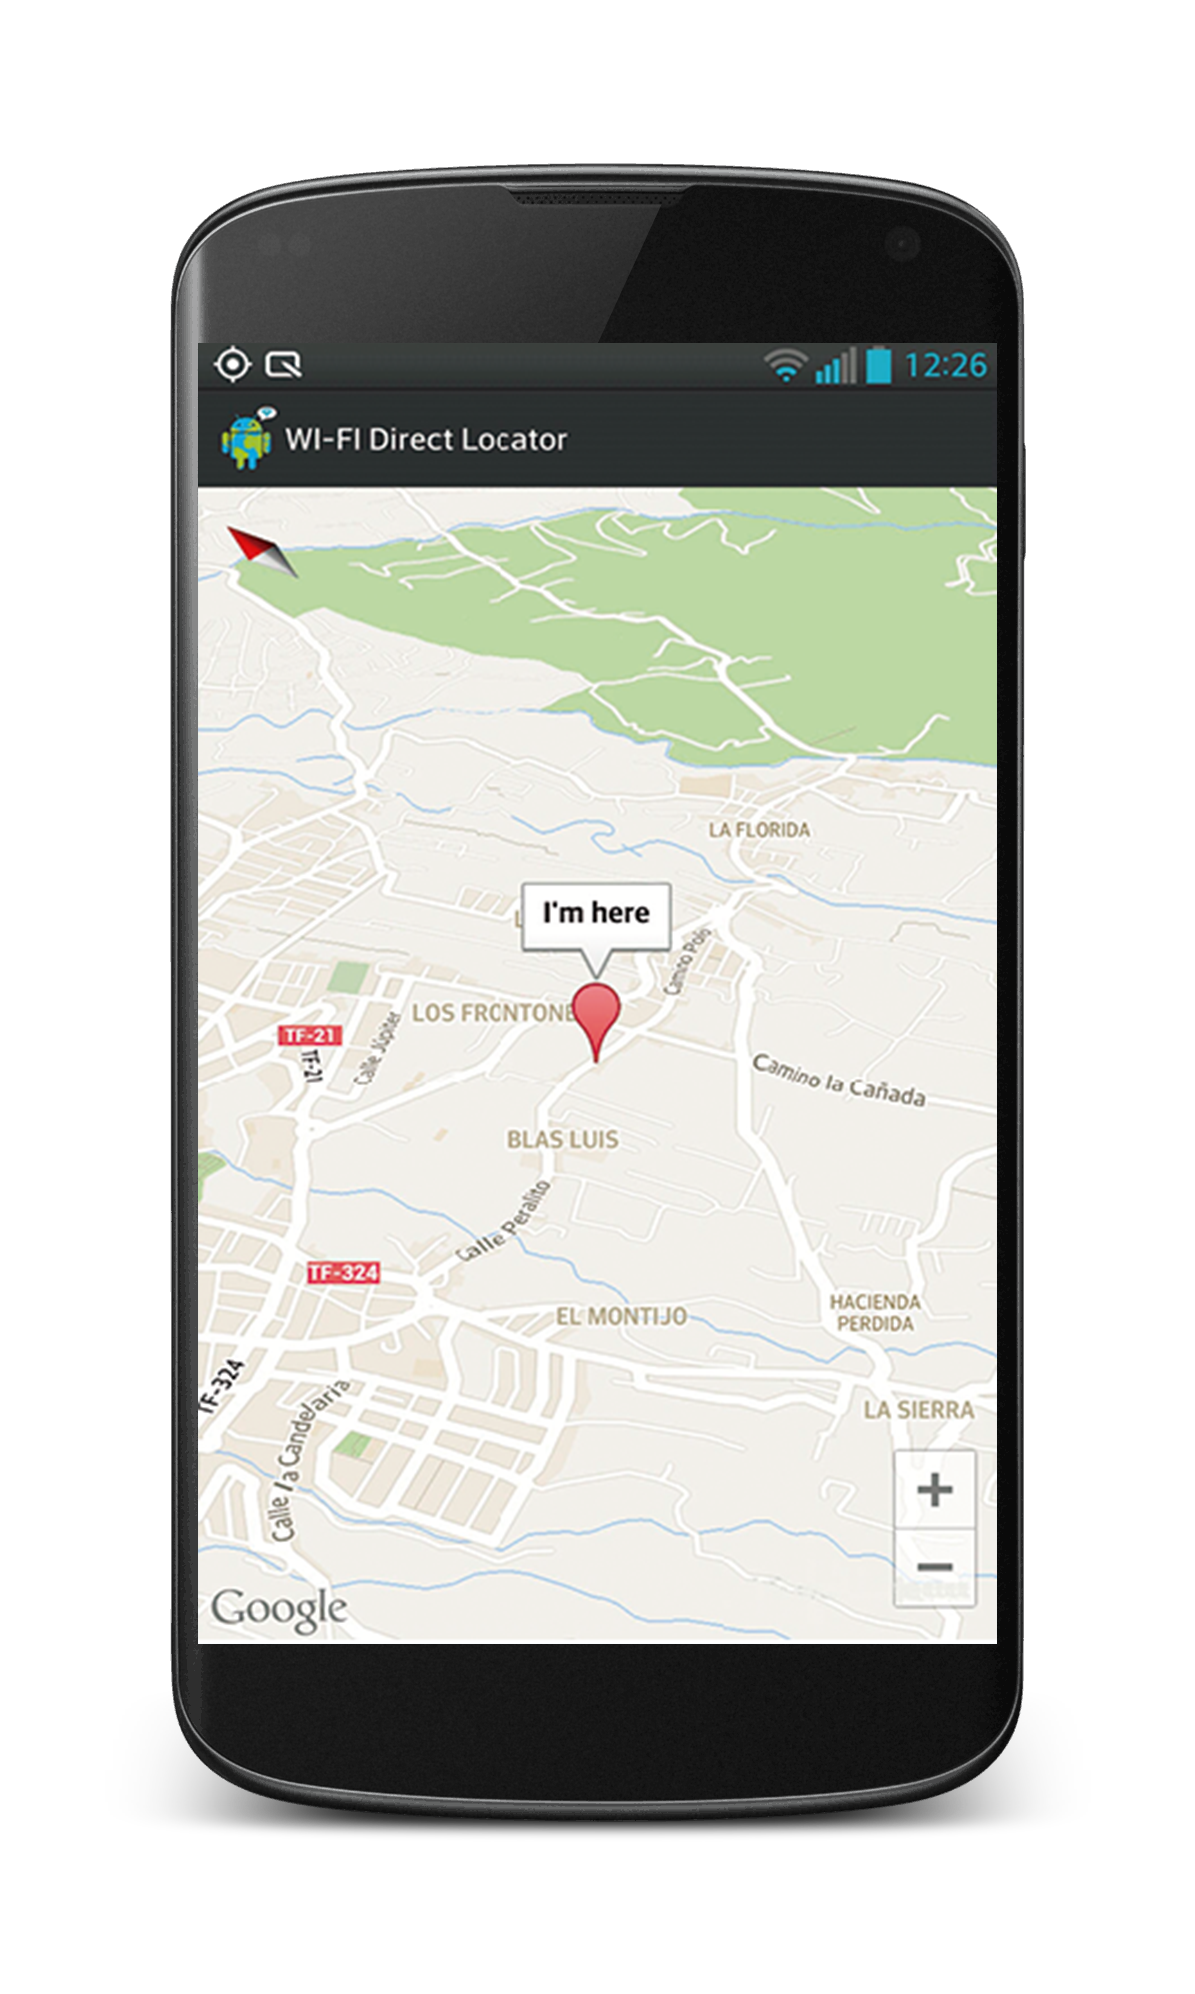 12:26
WI-FI Direct Locator
LA FLORIDA
I'm here
Camino Polo
LOS FRONTONE
TF-21
TF-21
Calle Júpiter
Camino la Cañada
BLAS LUIS
Calle Peralito
TF-324
HACIENDA
PERDIDA
EL MONTIJO
TF-324
Calle la Candelaria
LA SIERRA
+
−
Google